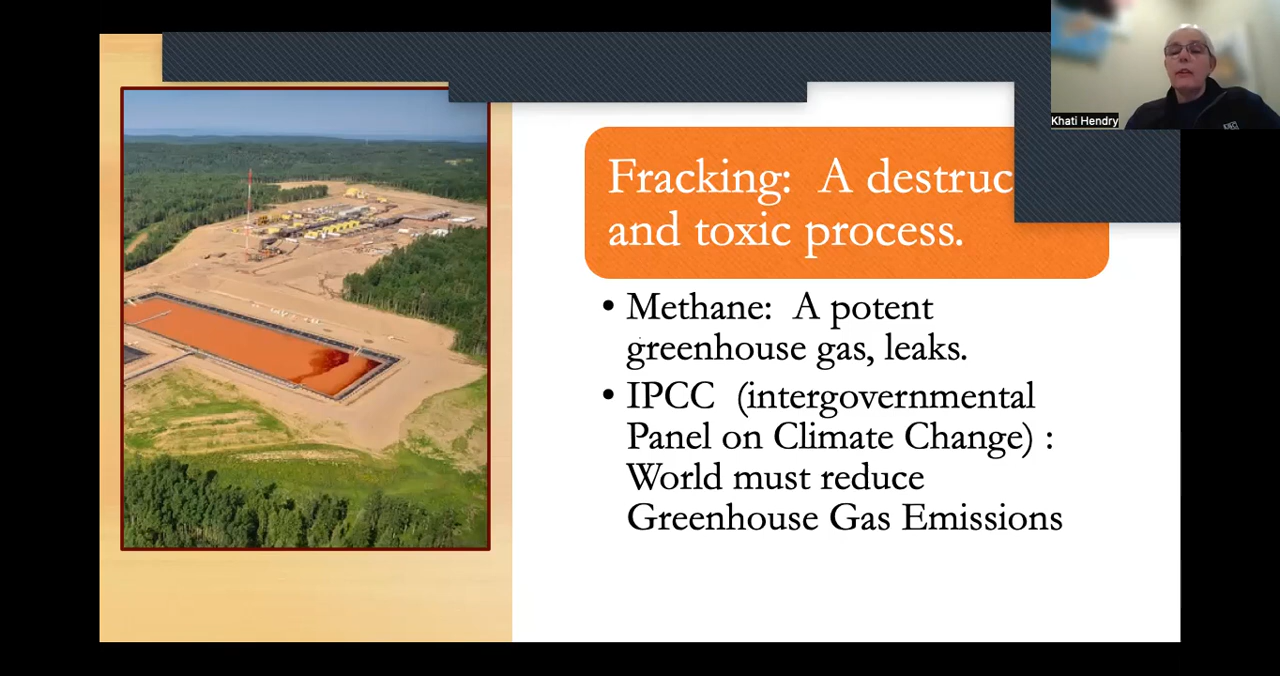 Khati Hendry
Fracking: A destruc
and toxic process.
• Methane: A potent
greenhouse gas, leaks.
• IPCC (intergovernmental
Panel on Climate Change) :
World must reduce
Greenhouse Gas Emissions